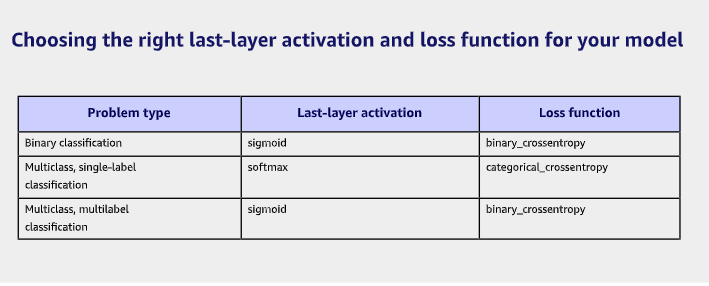 Choosing the right last-layer activation and loss function for your model
Problem type Last-layer activation Loss function
Binary classification sigmoid binary_crossentropy
Multiclass, single-label softmax categorical_crossentropy
classification
Multiclass, multilabel sigmoid binary_crossentropy
classification